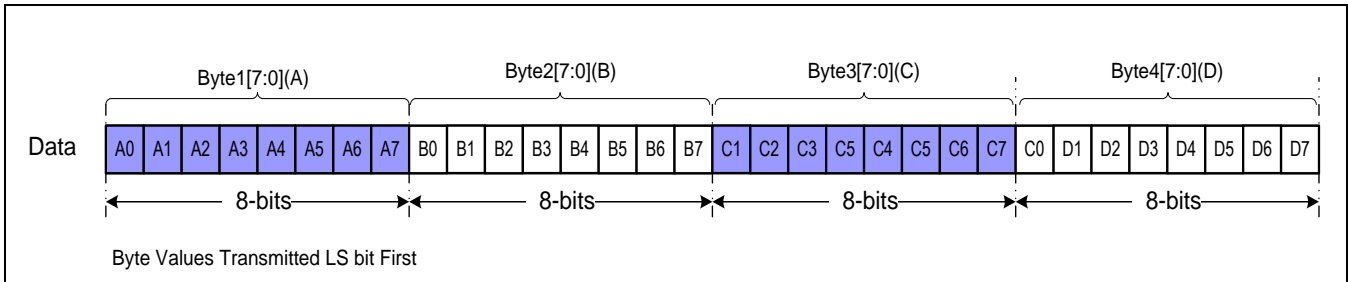 Byte1[7:0](A) Byte2[7:0](B) Byte3[7:0](C) Byte4[7:0](D)
Data A0 A1 A2 A3 A4 A5 A6 A7 B0 B1 B2 B3 B4 B5 B6 B7 C1 C2 C3 C5 C4 C5 C6 C7 C0 D1 D2 D3 D4 D5 D6 D7
8-bits 8-bits 8-bits 8-bits
Byte Values Transmitted LS bit First